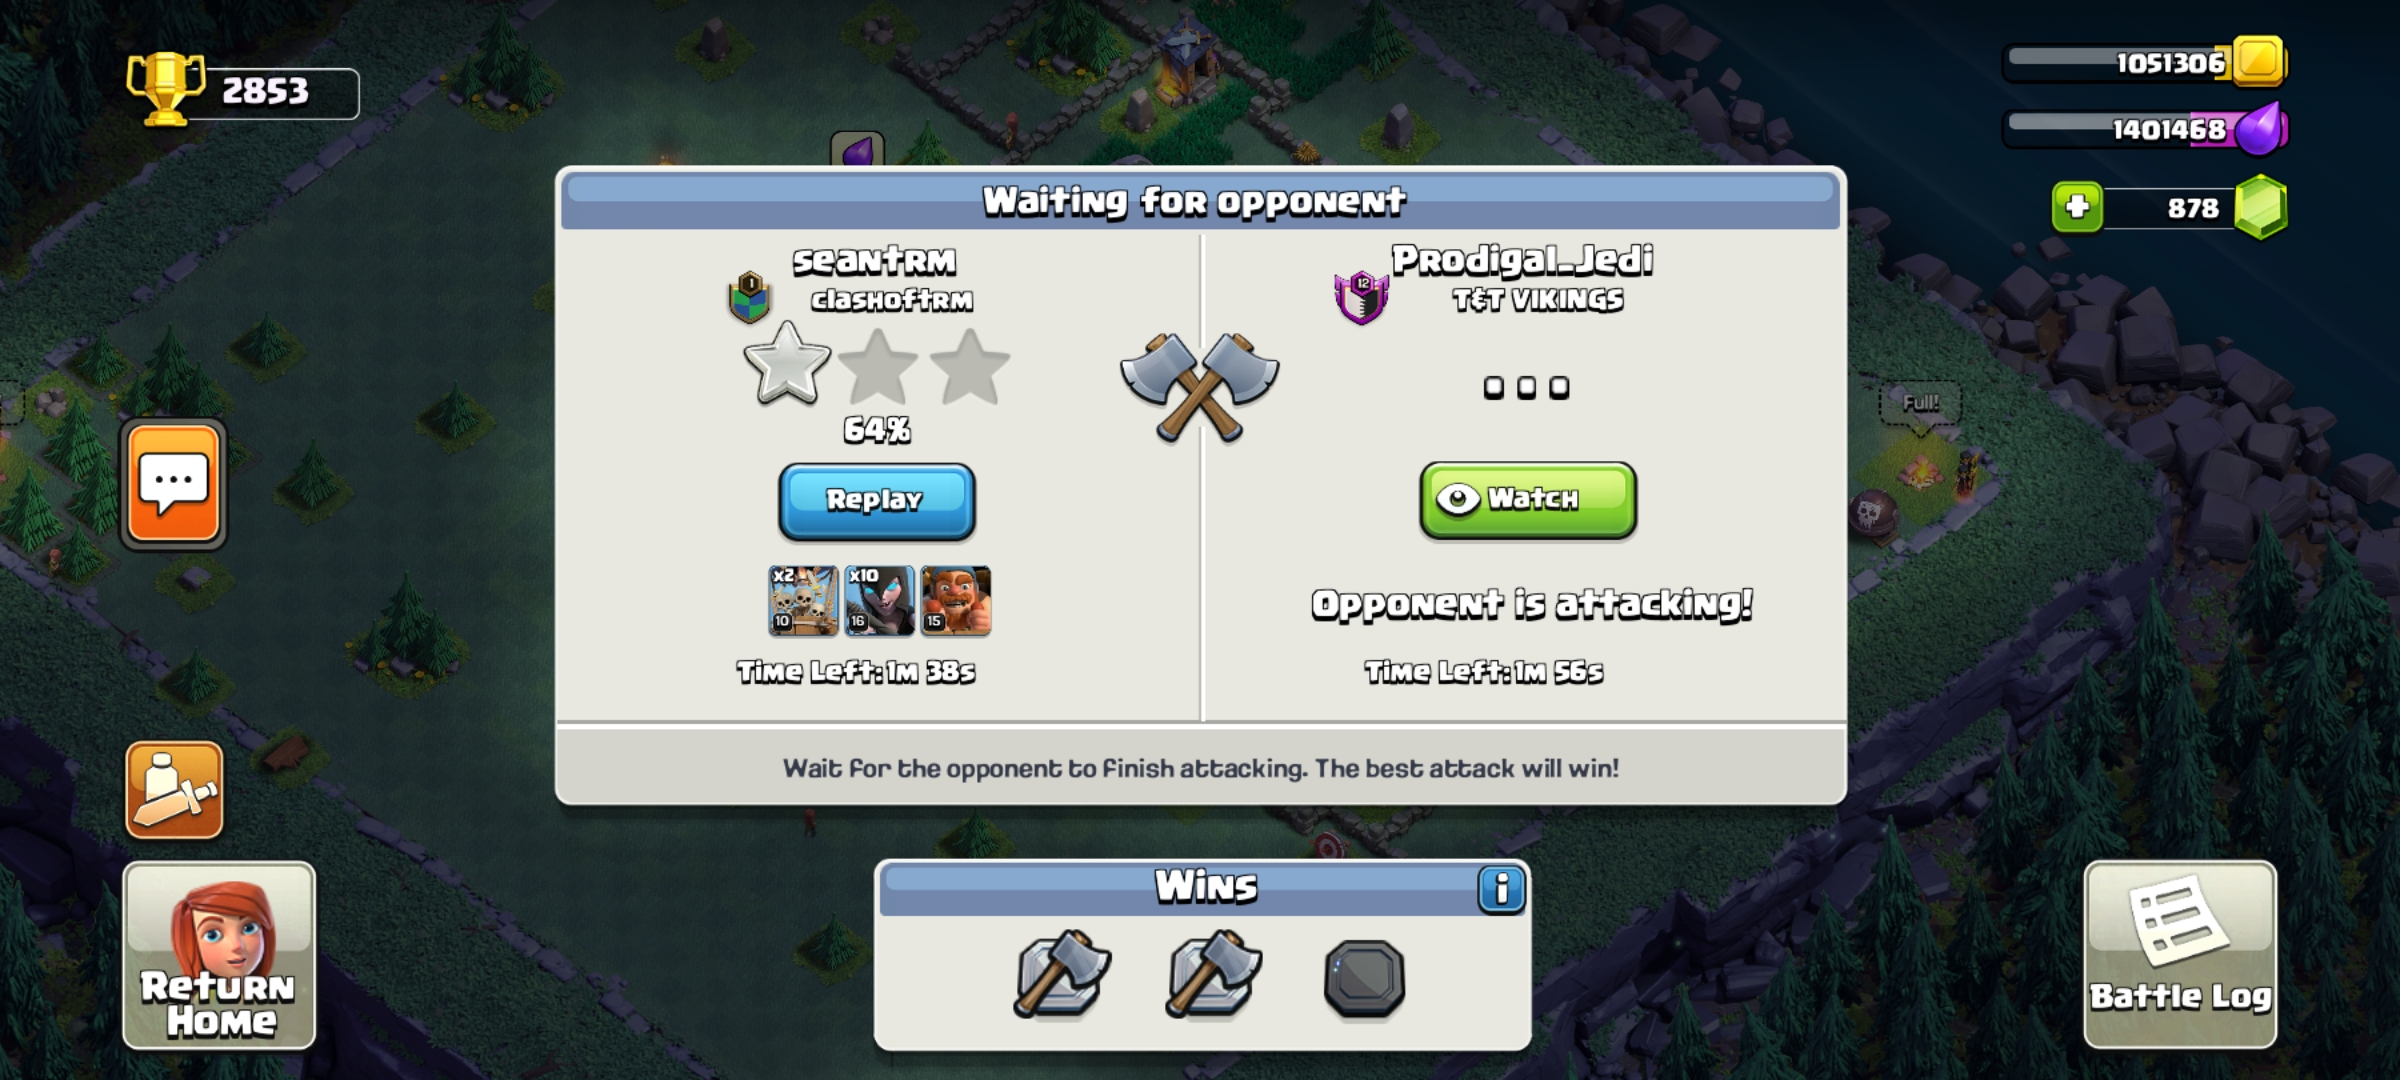 2853
1051306
1401468
878
Waiting for opponent
seantrm
1
clashoftrm
64%
Replay
x2
10
x10
16
15
Time Left: 1m 38s
Prodigal_Jedi
12
T&T VIKINGS
Watch
Opponent is attacking!
Time Left: 1m 56s
Wait for the opponent to finish attacking. The best attack will win!
Full!
Wins
i
Return
Home
Battle Log